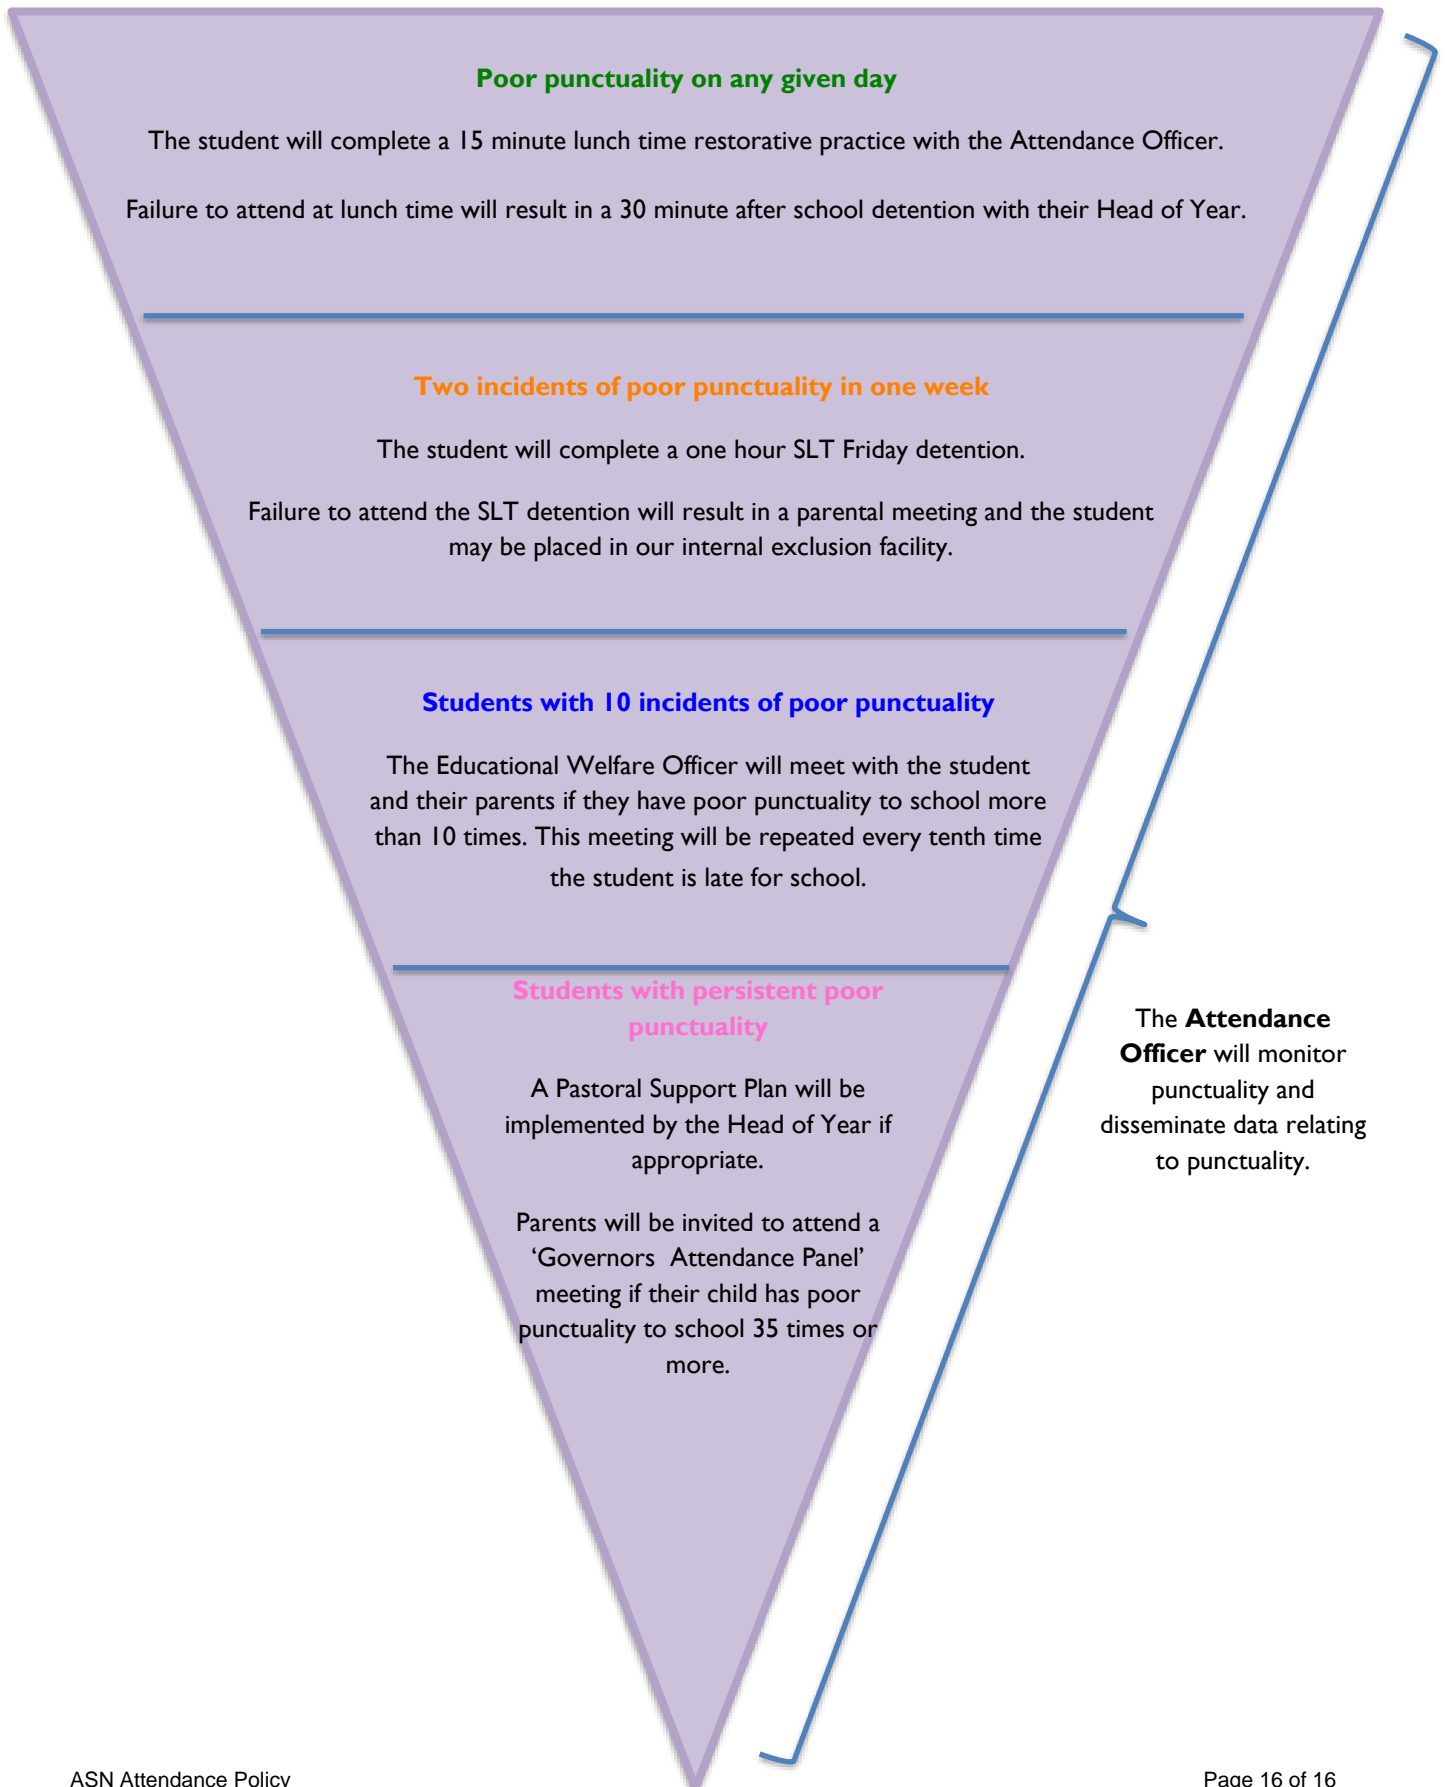 Poor punctuality on any given day
The student will complete a 15 minute lunch time restorative practice with the Attendance Officer.
Failure to attend at lunch time will result in a 30 minute after school detention with their Head of Year.
Two incidents of poor punctuality in one week
The student will complete a one hour SLT Friday detention.
Failure to attend the SLT detention will result in a parental meeting and the student
may be placed in our internal exclusion facility.
Students with 10 incidents of poor punctuality
The Educational Welfare Officer will meet with the student
and their parents if they have poor punctuality to school more
than 10 times. This meeting will be repeated every tenth time
the student is late for school.
Students with persistent poor
punctuality
A Pastoral Support Plan will be
implemented by the Head of Year if
appropriate.
Parents will be invited to attend a
‘Governors  Attendance Panel’
meeting if their child has poor
punctuality to school 35 times or
more.
The Attendance
Officer will monitor
punctuality and
disseminate data relating
to punctuality.
ASN Attendance Policy
Page 16 of 16